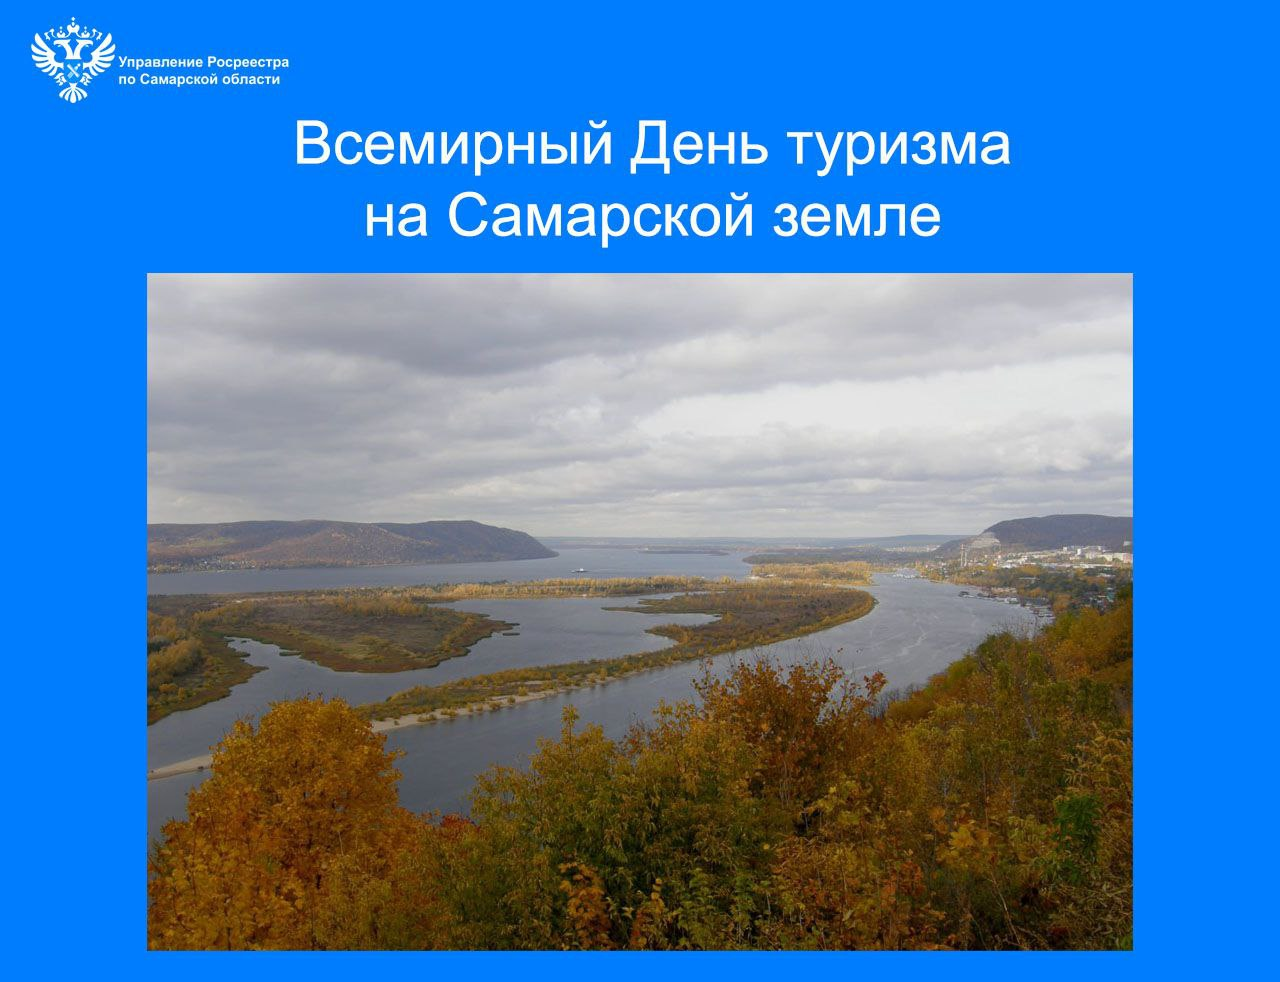 Управление Росреестра
по Самарской области
Всемирный День туризма
на Самарской земле